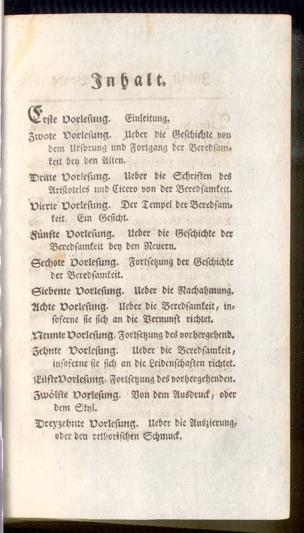 Inhalt.
Erste Vorlesung. Einleitung.
Zwote Vorlesung. Ueber die Geschichte von
dem Ursprung und Fortgang der Beredsam-
keit bey den Alten.
Dritte Vorlesung. Ueber die Schriften des
Aristoteles und Cicero von der Beredsamkeit.
Vierte Vorlesung. Der Tempel der Beredsam-
keit. Ein Gesicht.
Fünfte Vorlesung. Ueber die Geschichte der
Beredsamkeit bey den Neuern.
Sechste Vorlesung. Fortsetzung der Geschichte
der Beredsamkeit.
Siebente Vorlesung. Ueber die Nachahmung.
Achte Vorlesung. Ueber die Beredsamkeit, in-
soferne sie sich an die Vernunft richtet.
Neunte Vorlesung. Fortsetzung des vorhergehend.
Zehnte Vorlesung. Ueber die Beredsamkeit,
insoferne sie sich an die Leidenschaften richtet.
Eilfte Vorlesung. Fortsetzung des vorhergehenden.
Zwölfte Vorlesung. Von dem Ausdruck, oder
dem Styl.
Dreyzehnte Vorlesung. Ueber die Auszierung,
oder den rethorischen Schmuck.